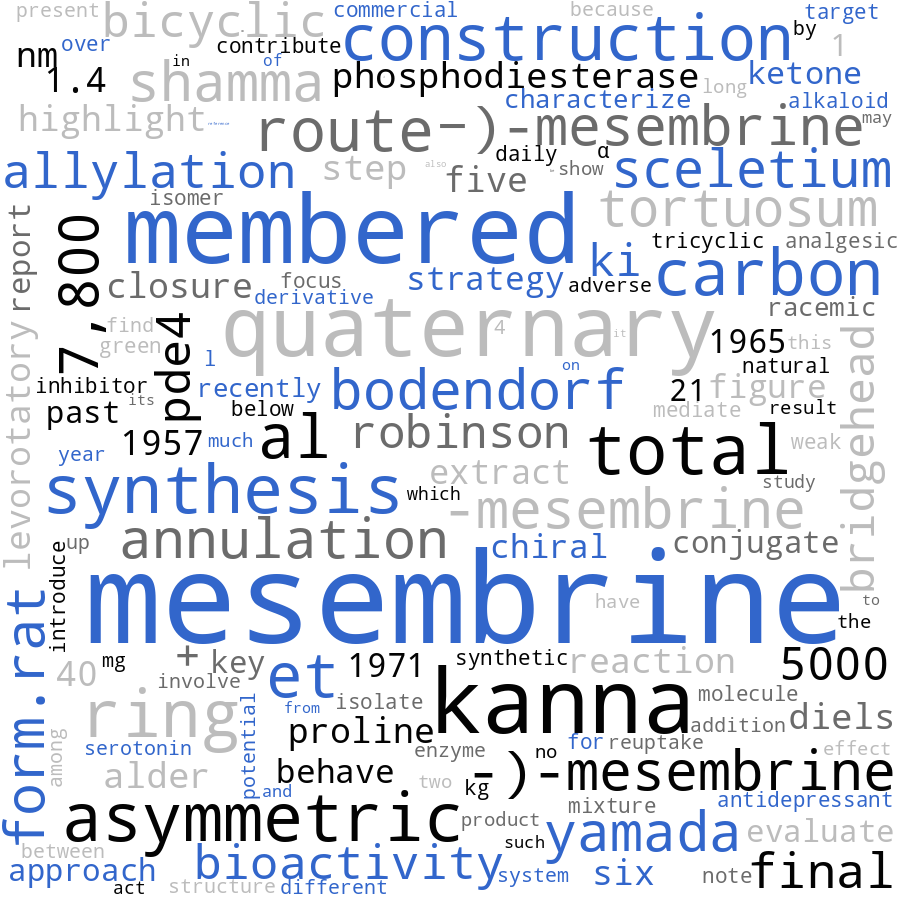 present
bicyclic
commercial
because
target
nm
over
contribute
construction
by
1
1.4
in
of
shamma
phosphodiesterase
long
ketone
highlight
reference
characterize
alkaloid
route
-)-mesembrine
may
daily
α
allylation
step
also
five
-
show
sceletium
isomer
membered
tortuosum
report
7,800
tricyclic
analgesic
closure
focus
strategy
ki
adverse
carbon
derivative
racemic
find
green
pde4
quaternary
4
it
1965
this
l
on
natural
inhibitor
its
recently
bodendorf
21
figure
past
below
mediate
result
levorotatory
1957
much
al
robinson
total
weak
bridgehead
year
extract
study
synthesis
which
-mesembrine
annulation
up
chiral
conjugate
introduce
mesembrine
have
to
the
form.rat
40
mg
+
key
et
1971
synthetic
reaction
5000
involve
ring
potential
from
isolate
kanna
molecule
among
serotonin
proline
addition
diels
enzyme
no
for
reuptake
effect
alder
and
behave
two
kg
-)-mesembrine
asymmetric
mixture
antidepressant
product
such
yamada
evaluate
between
approach
bioactivity
system
six
note
final
act
structure
different